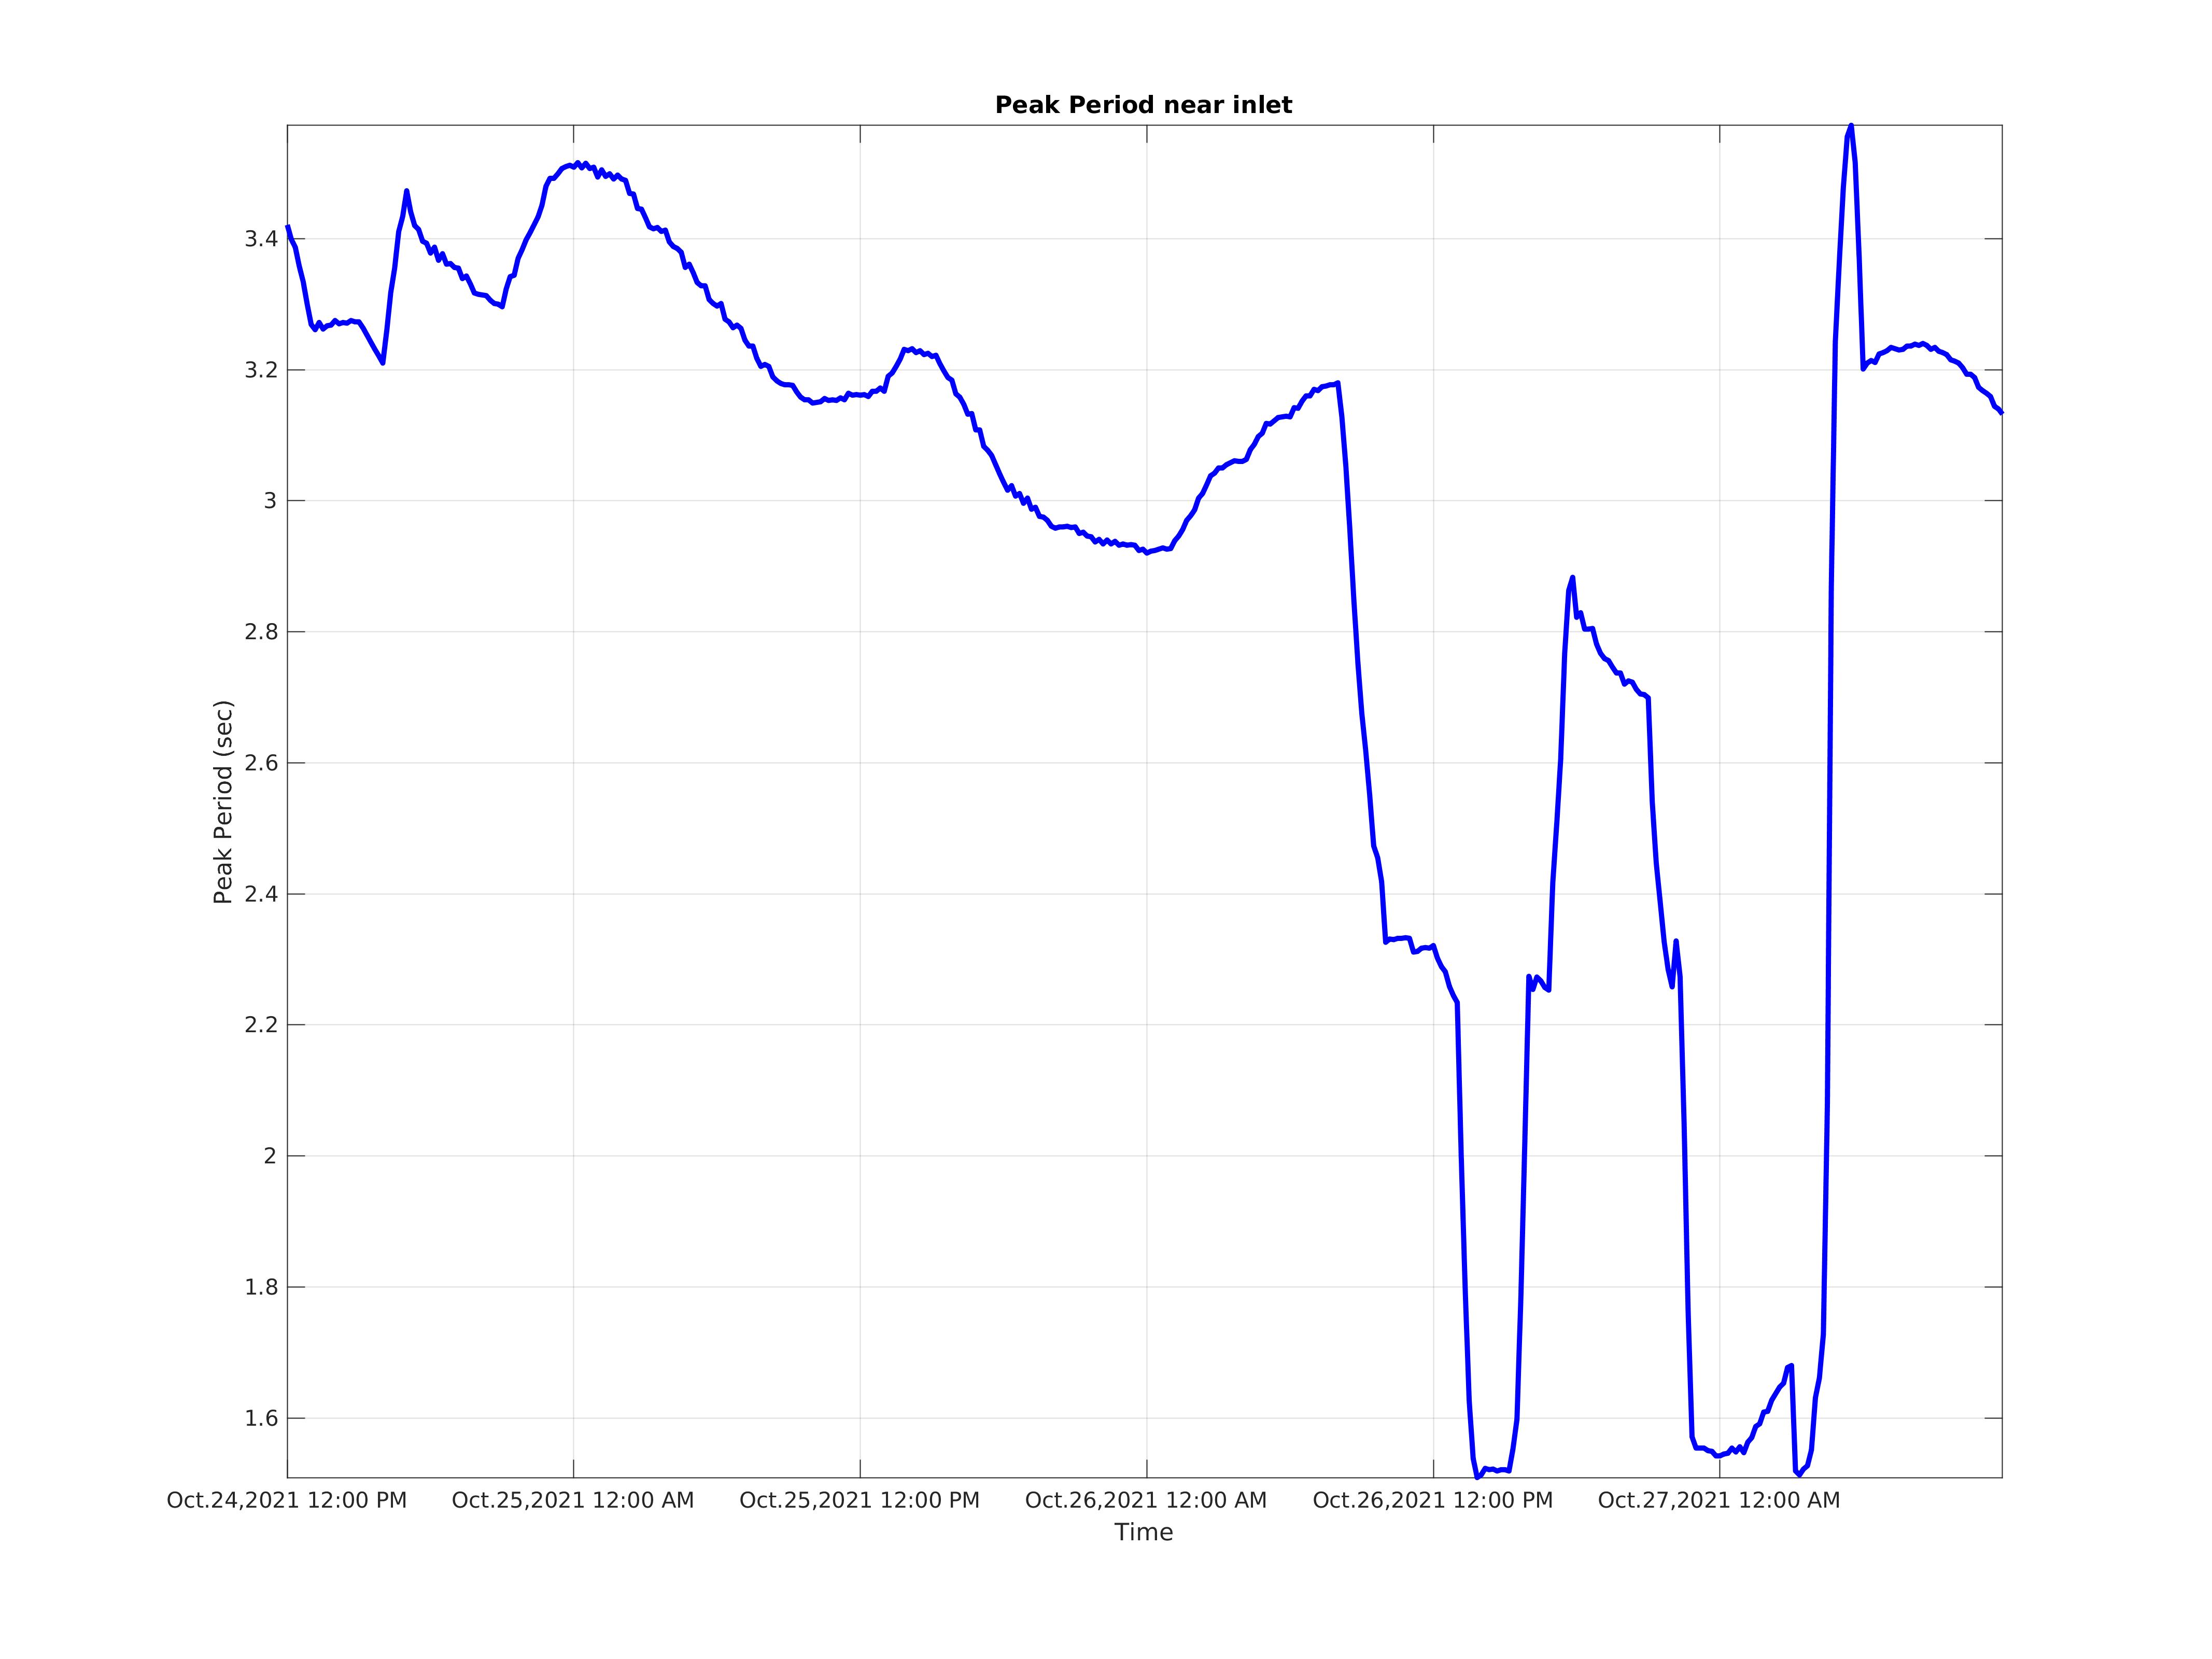 Peak Period near inlet
Peak Period (sec)
3.4
3.2
3
2.8
2.6
2.4
2.2
2
1.8
1.6
Oct.24,2021 12:00 PM
Oct.25,2021 12:00 AM
Oct.25,2021 12:00 PM
Oct.26,2021 12:00 AM
Oct.26,2021 12:00 PM
Oct.27,2021 12:00 AM
Time